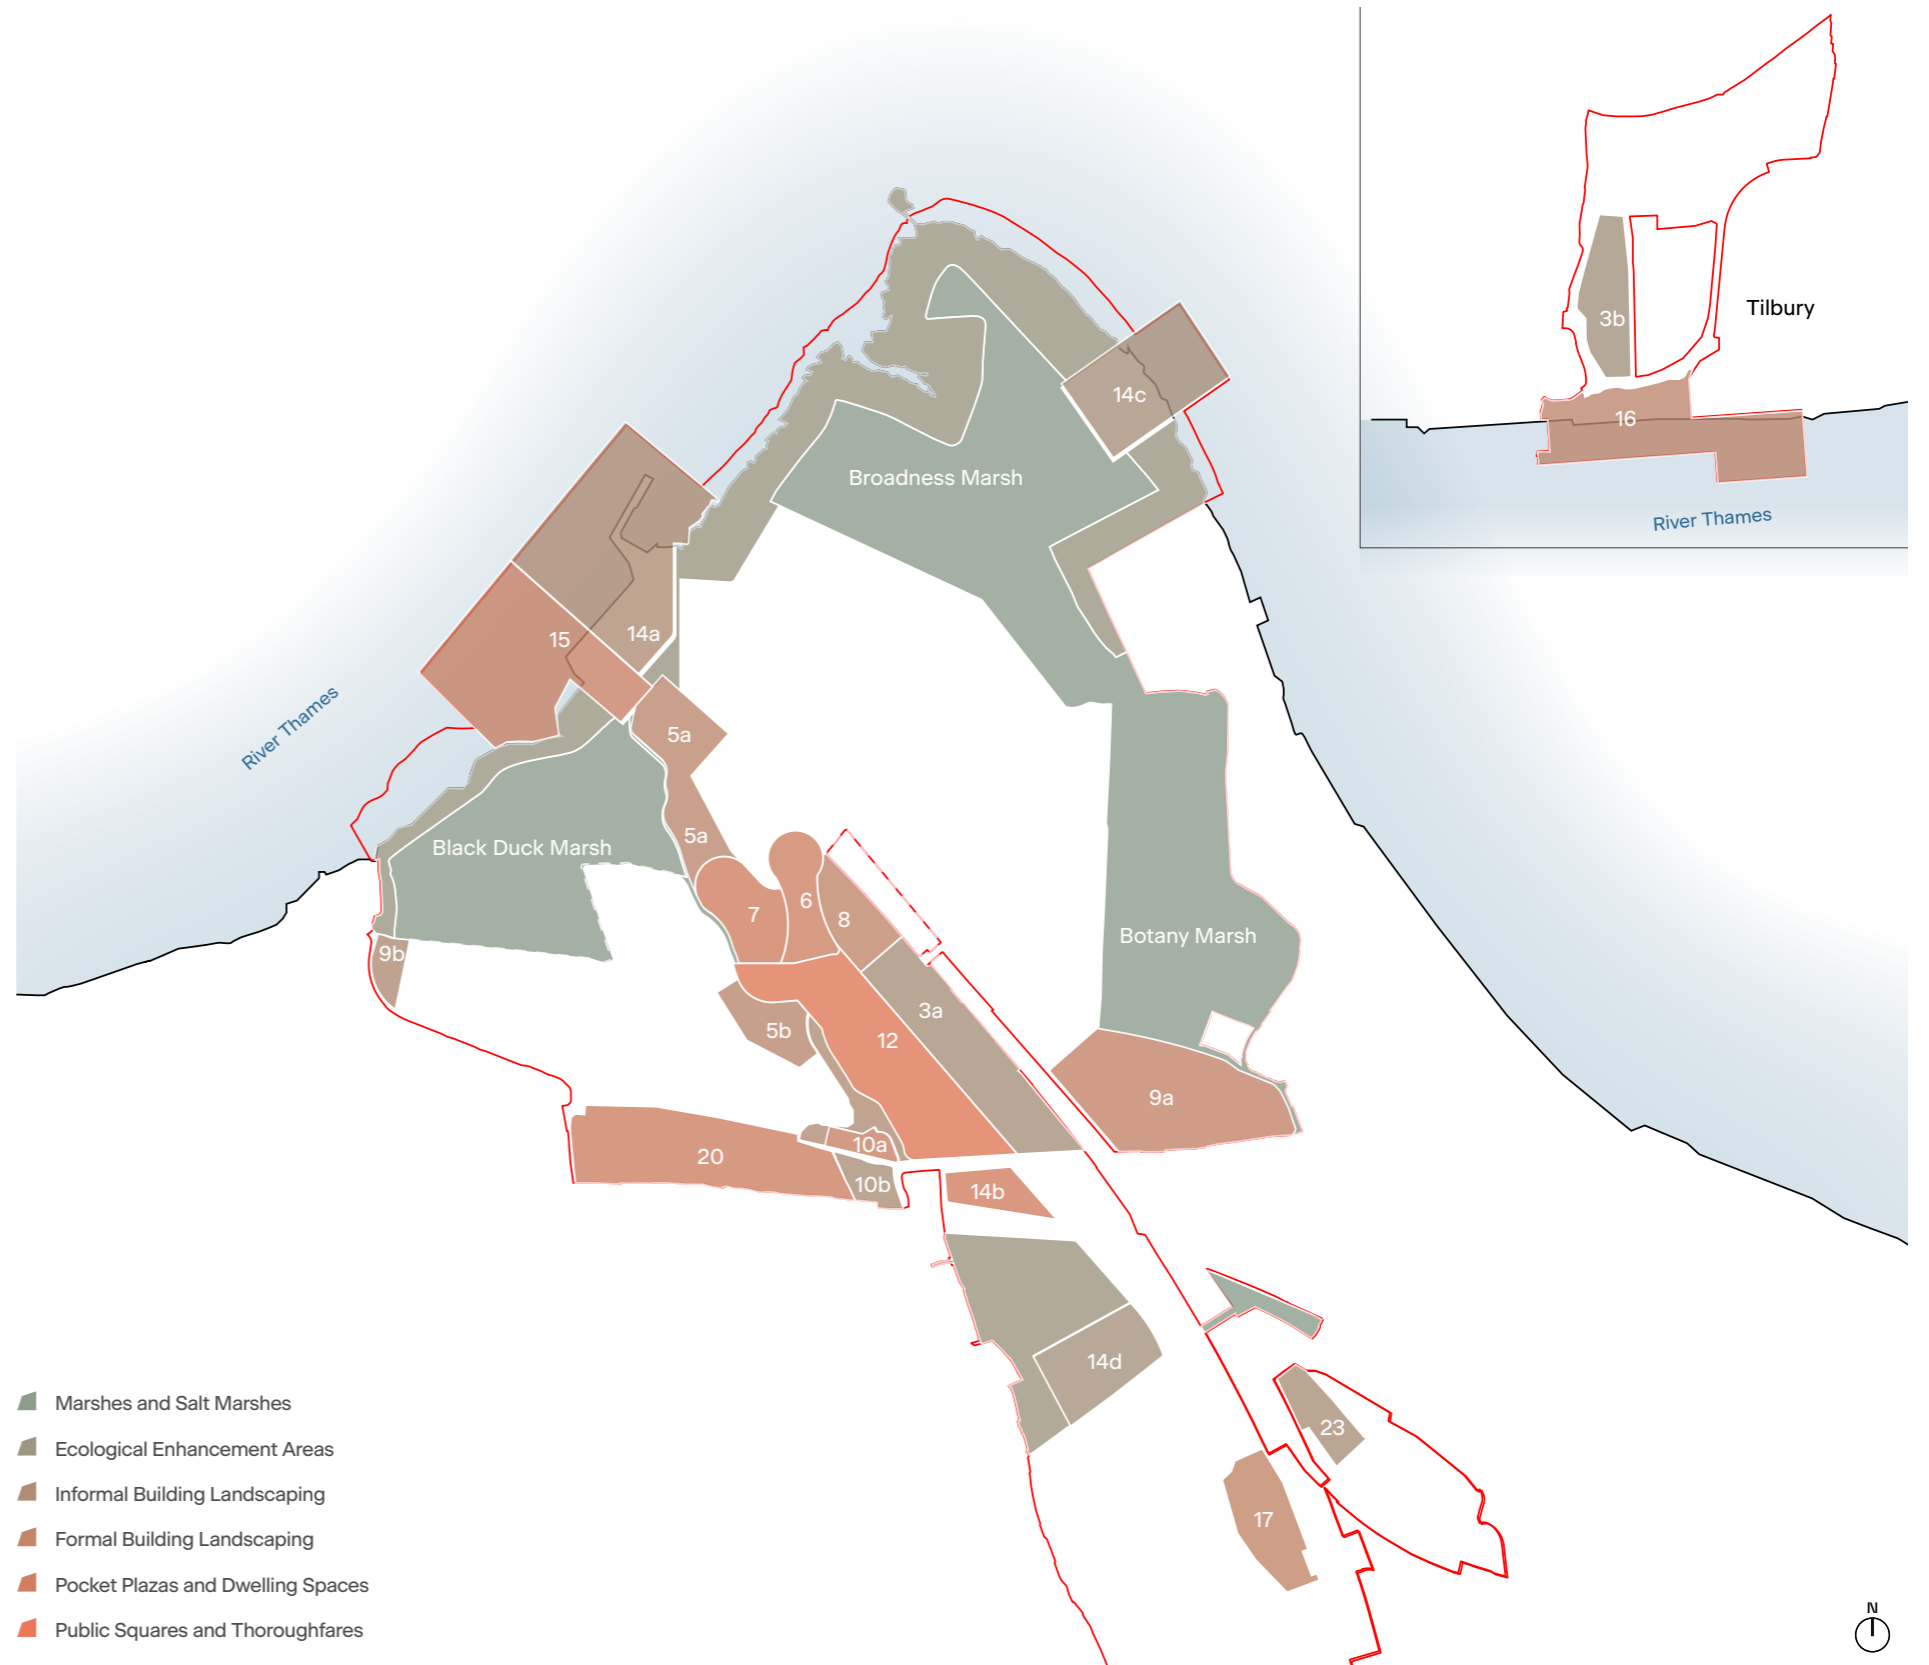 Tilbury
3b
16
River Thames
14c
Broadness Marsh
15
14a
River Thames
5a
5a
Black Duck Marsh
7
6
8
Botany Marsh
9b
3a
5b
12
9a
20
10a
10b
14b
14d
23
17
Marshes and Salt Marshes
Ecological Enhancement Areas
Informal Building Landscaping
Formal Building Landscaping
Pocket Plazas and Dwelling Spaces
Public Squares and Thoroughfares
N